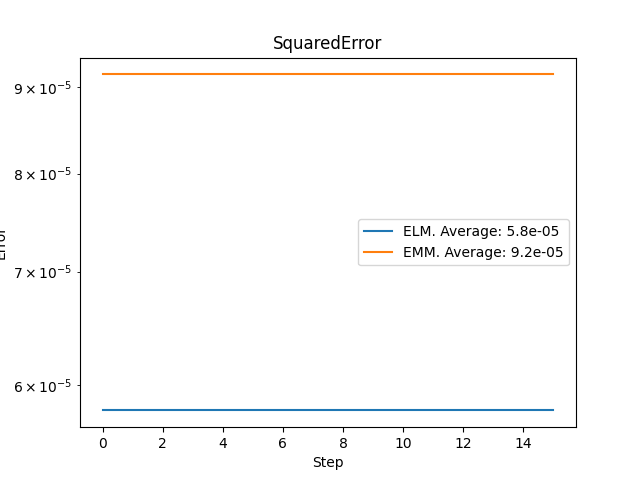 SquaredError
9 × 10⁻⁵
8 × 10⁻⁵
7 × 10⁻⁵
6 × 10⁻⁵
Error
ELM. Average: 5.8e-05
EMM. Average: 9.2e-05
0 2 4 6 8 10 12 14
Step